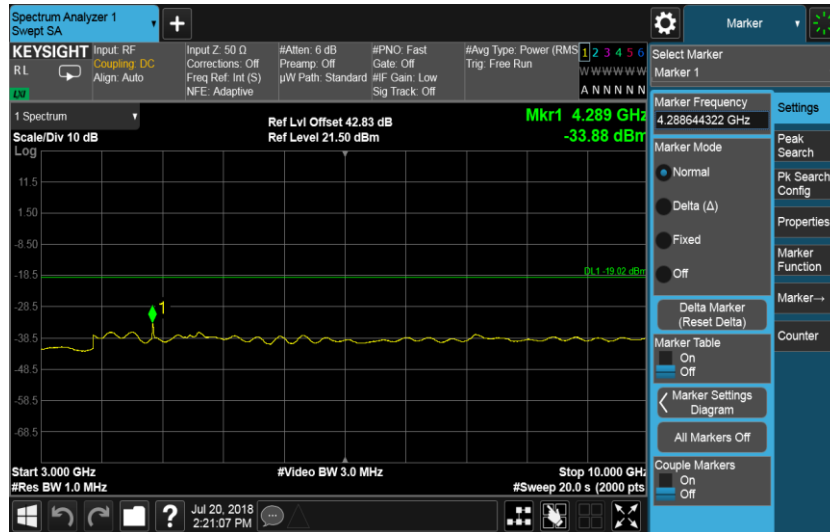 Spectrum Analyzer 1
Swept SA
Marker
KEYSIGHT
RL
LXI
Input: RF
Coupling: DC
Align: Auto
Input Z: 50 Ω
Corrections: Off
Freq Ref: Int (S)
NFE: Adaptive
#Atten: 6 dB
Preamp: Off
µW Path: Standard
#PNO: Fast
Gate: Off
#IF Gain: Low
Sig Track: Off
#Avg Type: Power (RMS
Trig: Free Run
1 2 3 4 5 6
W W W W W W
A N N N N N
Select Marker
Marker 1
1 Spectrum
Scale/Div 10 dB
Log
Ref Lvl Offset 42.83 dB
Ref Level 21.50 dBm
Mkr1 4.289 GHz
-33.88 dBm
11.5
1.50
-8.50
-18.5
-28.5
-38.5
-48.5
-58.5
-68.5
DL1 -19.02 dBm
1
Start 3.000 GHz
#Res BW 1.0 MHz
#Video BW 3.0 MHz
Stop 10.000 GHz
#Sweep 20.0 s (2000 pts
Marker Frequency
4.288644322 GHz
Marker Mode
Normal
Delta (Δ)
Fixed
Off
Delta Marker
(Reset Delta)
Marker Table
On
Off
Marker Settings
Diagram
All Markers Off
Couple Markers
On
Off
Settings
Peak
Search
Pk Search
Config
Properties
Marker
Function
Marker→
Counter
?
Jul 20, 2018
2:21:07 PM